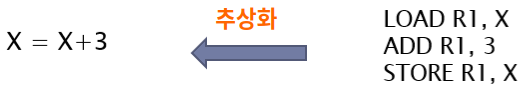 X = X+3
추상화
LOAD R1, X
ADD R1, 3
STORE R1, X